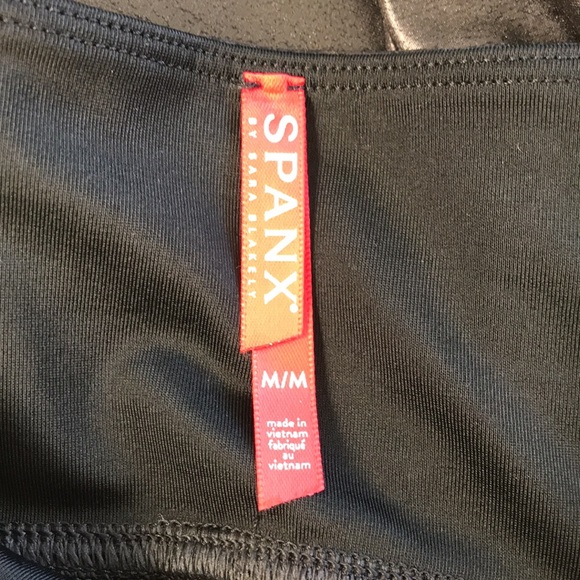 SPANX®
BY SARA BLAKELY
M/M
made in
vietnam
fabriqué
au
vietnam